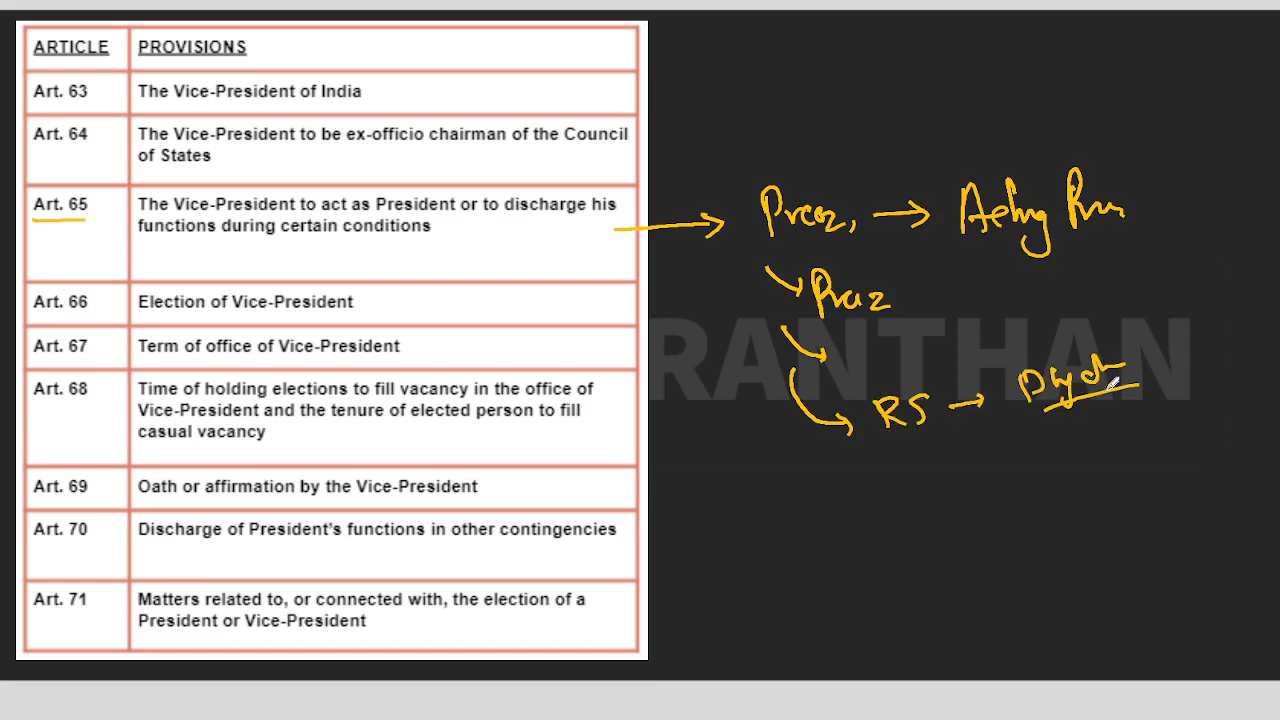 ARTICLE PROVISIONS
Art. 63 The Vice-President of India
Art. 64 The Vice-President to be ex-officio chairman of the Council
of States
Art. 65 The Vice-President to act as President or to discharge his
functions during certain conditions
Art. 66 Election of Vice-President
Art. 67 Term of office of Vice-President
Art. 68 Time of holding elections to fill vacancy in the office of
Vice-President and the tenure of elected person to fill
casual vacancy
Art. 69 Oath or affirmation by the Vice-President
Art. 70 Discharge of President's functions in other contingencies
Art. 71 Matters related to, or connected with, the election of a
President or Vice-President
RANTHAN
RS